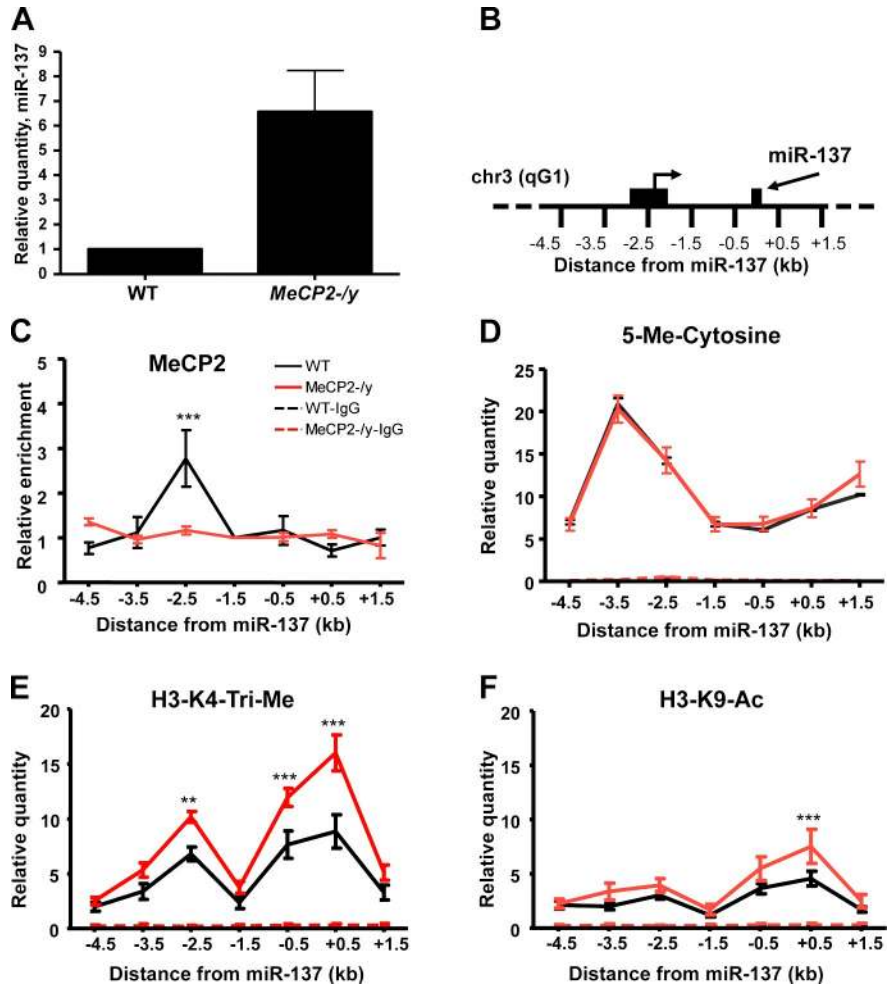 A
Relative quantity, miR-137
9
8
7
6
5
4
3
2
1
0
WT
MeCP2-/y
B
chr3 (qG1)
miR-137
-4.5 -3.5 -2.5 -1.5 -0.5 +0.5 +1.5
Distance from miR-137 (kb)
C
MeCP2
Relative enrichment
5
4
3
2
1
0
***
WT
MeCP2-/y
WT-IgG
MeCP2-/y-IgG
-4.5 -3.5 -2.5 -1.5 -0.5 +0.5 +1.5
Distance from miR-137 (kb)
D
5-Me-Cytosine
Relative quantity
25
20
15
10
5
0
-4.5 -3.5 -2.5 -1.5 -0.5 +0.5 +1.5
Distance from miR-137 (kb)
E
H3-K4-Tri-Me
Relative quantity
20
15
10
5
0
**
***
***
-4.5 -3.5 -2.5 -1.5 -0.5 +0.5 +1.5
Distance from miR-137 (kb)
F
H3-K9-Ac
Relative quantity
20
15
10
5
0
***
-4.5 -3.5 -2.5 -1.5 -0.5 +0.5 +1.5
Distance from miR-137 (kb)